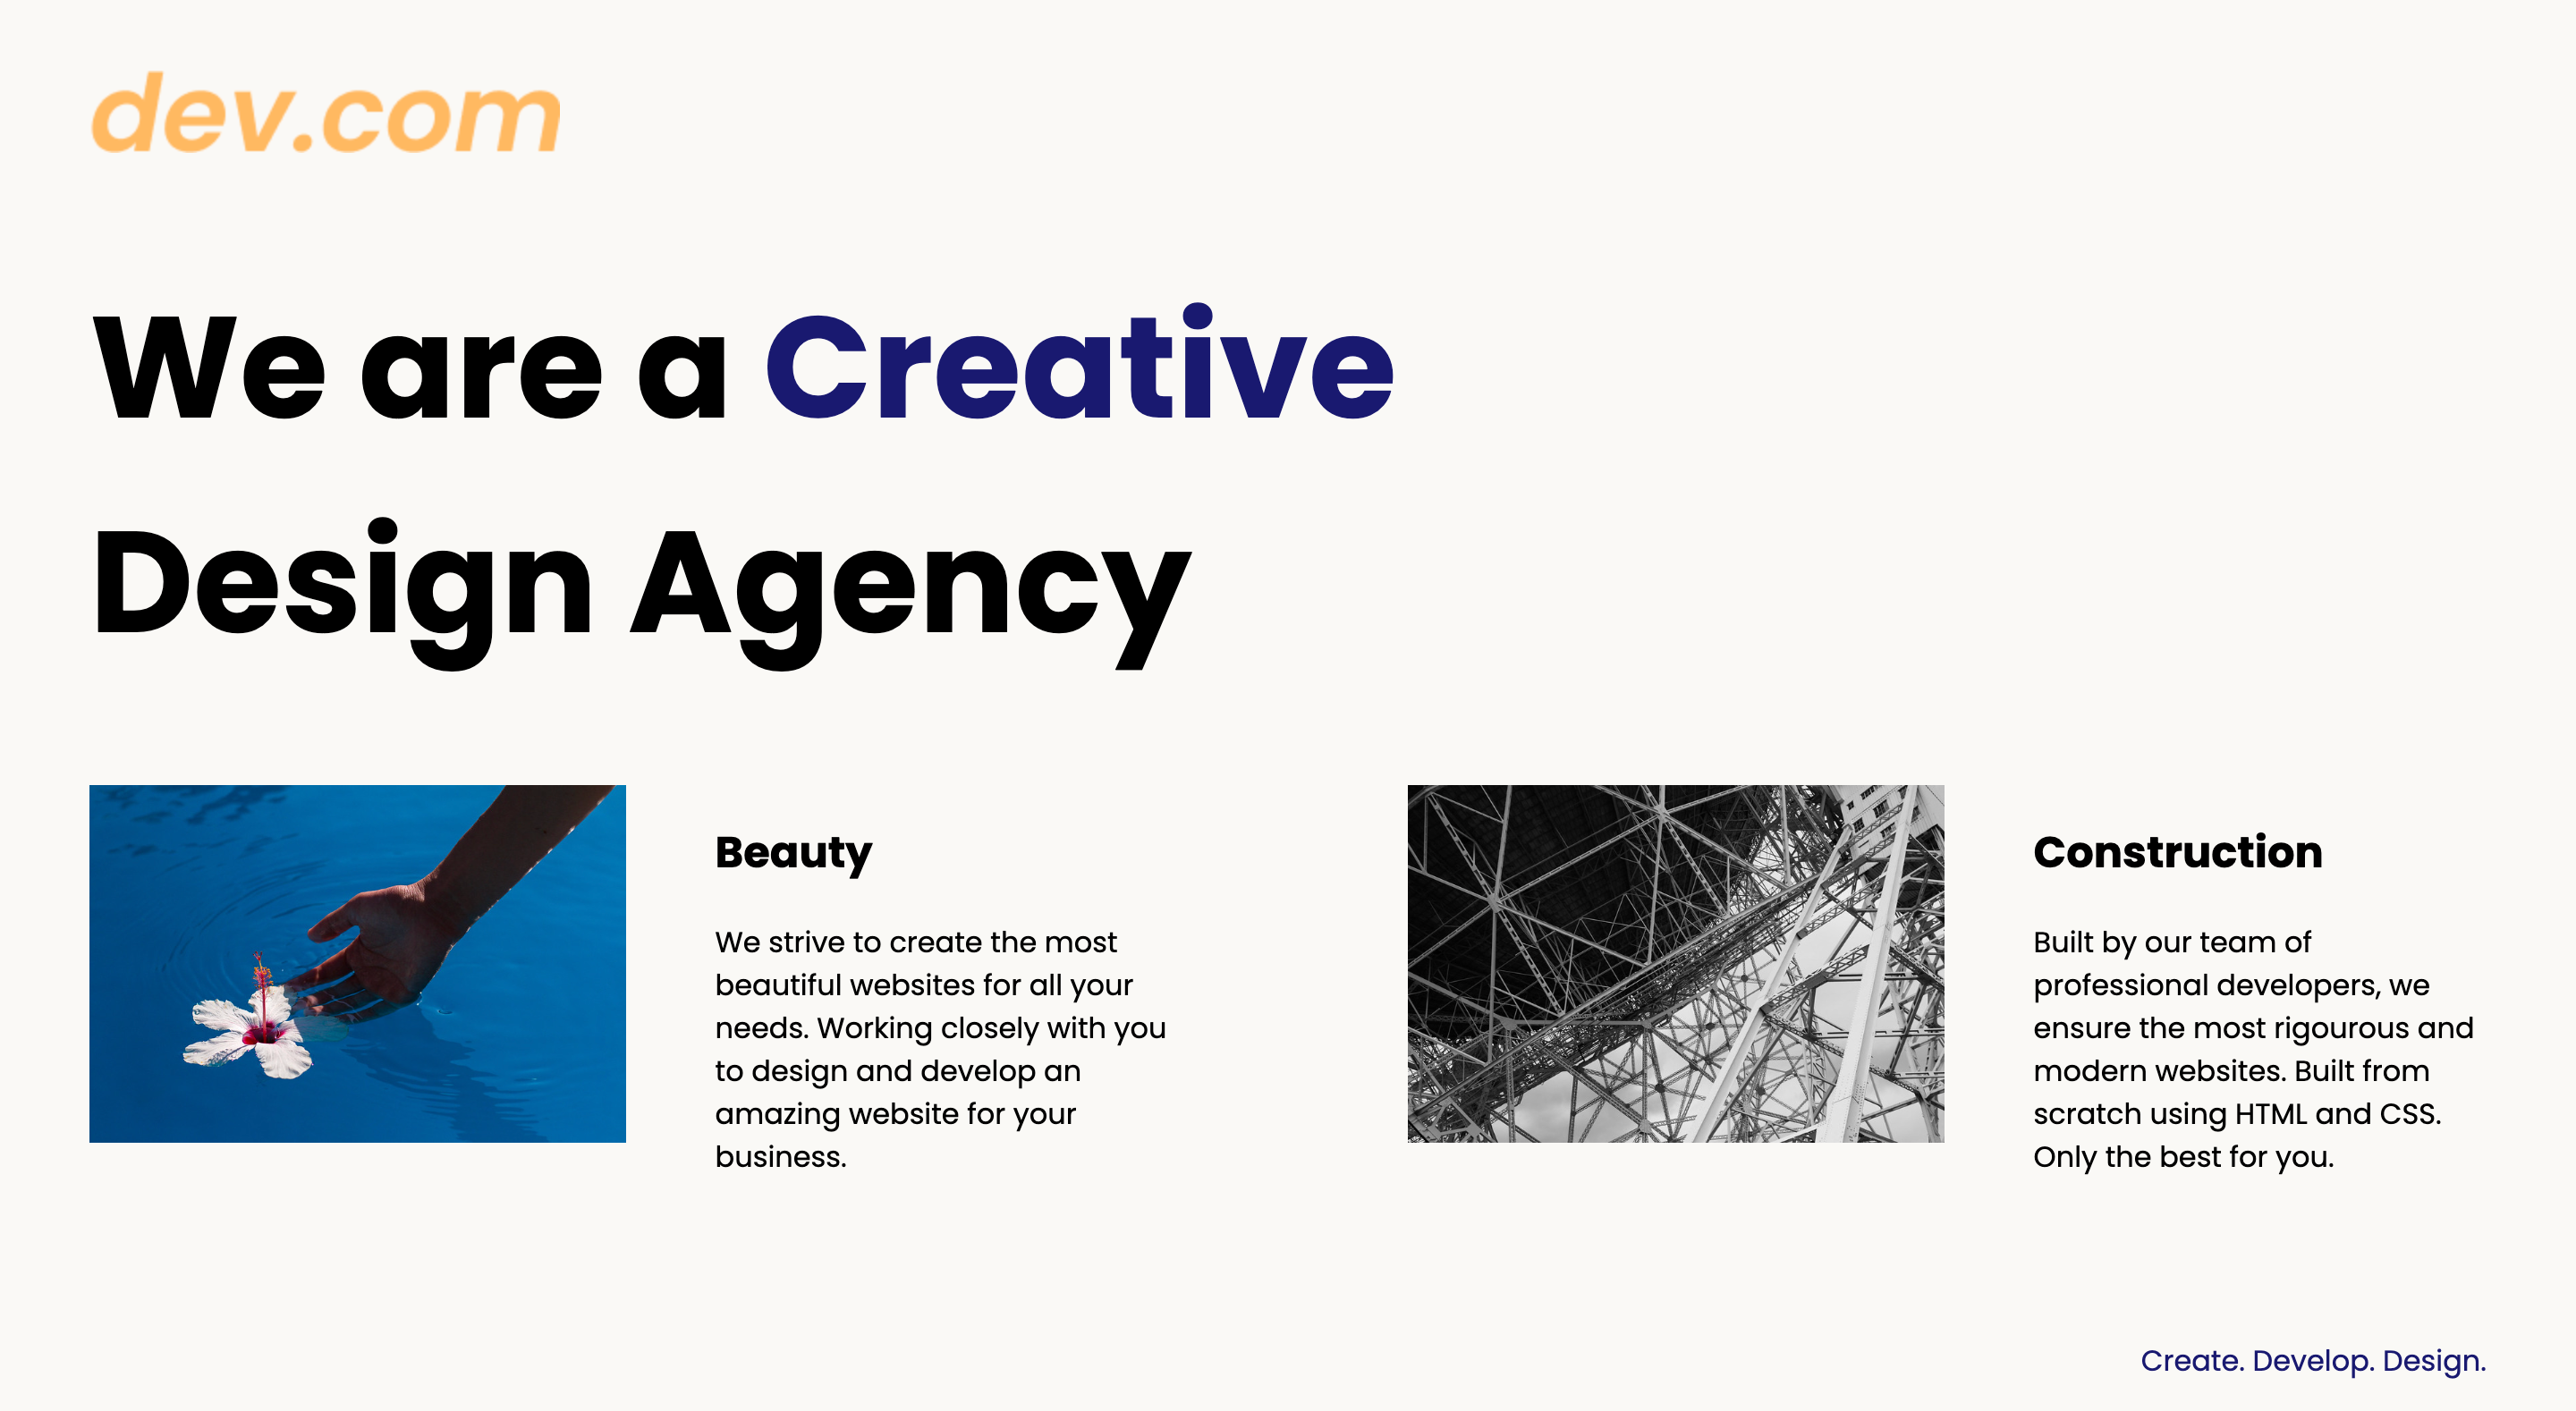 dev.com
We are a Creative
Design Agency
Beauty
We strive to create the most
beautiful websites for all your
needs. Working closely with you
to design and develop an
amazing website for your
business.
Construction
Built by our team of
professional developers, we
ensure the most rigourous and
modern websites. Built from
scratch using HTML and CSS.
Only the best for you.
Create. Develop. Design.